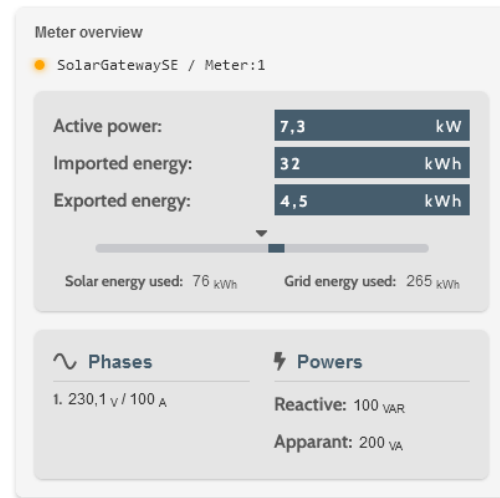 Meter overview
SolarGatewaySE / Meter:1
Active power: 7,3 kW
Imported energy: 32 kWh
Exported energy: 4,5 kWh
Solar energy used: 76 kWh Grid energy used: 265 kWh
Phases
1. 230,1 V / 100 A
Powers
Reactive: 100 VAR
Apparant: 200 VA